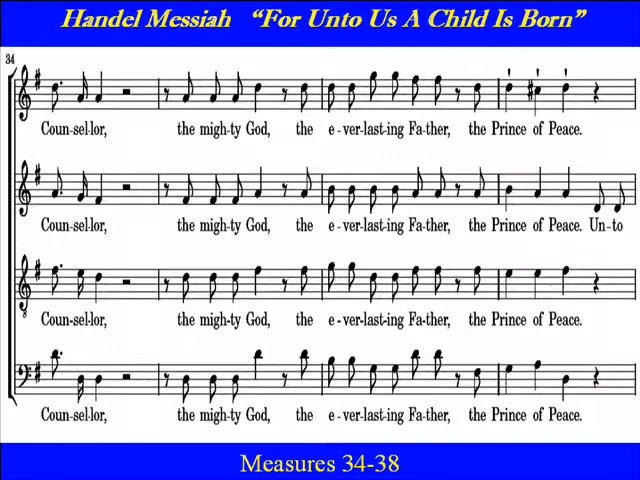 Handel Messiah “For Unto Us A Child Is Born”
34
Coun-sel-lor, the migh-ty God, the e-ver-last-ing Fa-ther, the Prince of Peace.
Coun-sel-lor, the migh-ty God, the e-ver-last-ing Father, the Prince of Peace. Un-to
8
Coun-sel-lor, the migh-ty God, the e-ver-last-ing Fa-ther, the Prince of Peace.
Coun-sel-lor, the migh-ty God, the e-ver-last-ing Fa-ther, the Prince of Peace.
Measures 34-38